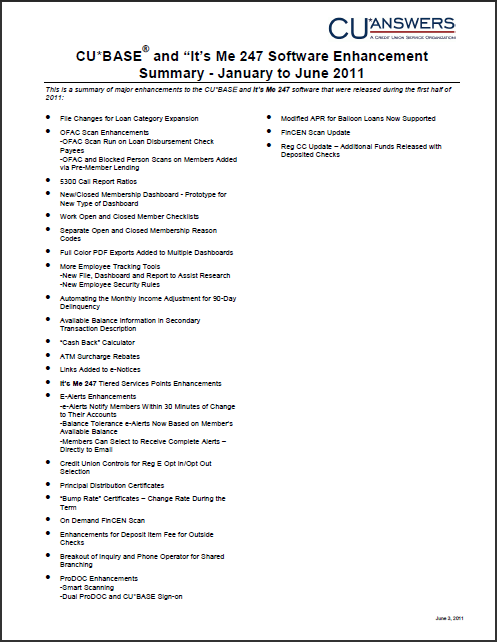 CU*ANSWERS
A CREDIT UNION SERVICE ORGANIZATION
CU*BASE® and “It’s Me 247 Software Enhancement
Summary - January to June 2011
This is a summary of major enhancements to the CU*BASE and It’s Me 247 software that were released during the first half of
2011:
• File Changes for Loan Category Expansion
• OFAC Scan Enhancements
-OFAC Scan Run on Loan Disbursement Check
Payees
-OFAC and Blocked Person Scans on Members Added
via Pre-Member Lending
• 5300 Call Report Ratios
• New/Closed Membership Dashboard - Prototype for
New Type of Dashboard
• Work Open and Closed Member Checklists
• Separate Open and Closed Membership Reason
Codes
• Full Color PDF Exports Added to Multiple Dashboards
• More Employee Tracking Tools
-New File, Dashboard and Report to Assist Research
-New Employee Security Rules
• Automating the Monthly Income Adjustment for 90-Day
Delinquency
• Available Balance Information in Secondary
Transaction Description
• “Cash Back” Calculator
• ATM Surcharge Rebates
• Links Added to e-Notices
• It’s Me 247 Tiered Services Points Enhancements
• E-Alerts Enhancements
-e-Alerts Notify Members Within 30 Minutes of Change
to Their Accounts
-Balance Tolerance e-Alerts Now Based on Member’s
Available Balance
-Members Can Select to Receive Complete Alerts –
Directly to Email
• Credit Union Controls for Reg E Opt In/Opt Out
Selection
• Principal Distribution Certificates
• “Bump Rate” Certificates – Change Rate During the
Term
• On Demand FinCEN Scan
• Enhancements for Deposit Item Fee for Outside
Checks
• Breakout of Inquiry and Phone Operator for Shared
Branching
• ProDOC Enhancements
-Smart Scanning
-Dual ProDOC and CU*BASE Sign-on
• Modified APR for Balloon Loans Now Supported
• FinCEN Scan Update
• Reg CC Update – Additional Funds Released with
Deposited Checks
June 3, 2011